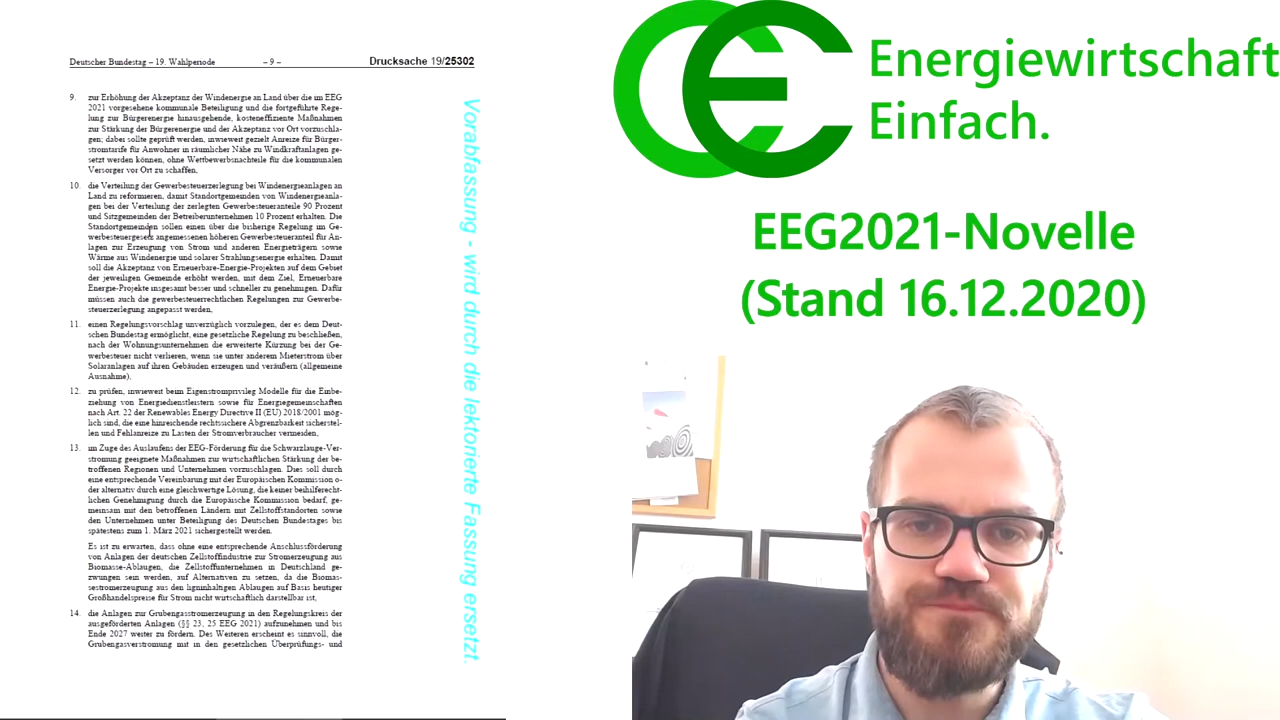 Deutscher Bundestag – 19. Wahlperiode – 9 – Drucksache 19/25302
9. zur Erhöhung der Akzeptanz der Windenergie an Land über die im EEG
2021 vorgesehene kommunale Beteiligung und die fortgeführte Rege-
lung zur Bürgerenergie hinausgehende, kosteneffiziente Maßnahmen
zur Stärkung der Bürgerenergie und der Akzeptanz vor Ort vorzuschla-
gen; dabei sollte geprüft werden, inwieweit gezielt Anreize für Bürger-
stromtarife für Anwohner in räumlicher Nähe zu Windkraftanlagen ge-
setzt werden können, ohne Wettbewerbsnachteile für die kommunalen
Versorger vor Ort zu schaffen,
10. die Verteilung der Gewerbesteuerzerlegung bei Windenergieanlagen an
Land zu reformieren, damit Standortgemeinden von Windenergieanla-
gen bei der Verteilung der zerlegten Gewerbesteueranteile 90 Prozent
und Sitzgemeinden der Betreiberunternehmen 10 Prozent erhalten. Die
Standortgemeinden sollen einen über die bisherige Regelung im Ge-
werbesteuergesetz angemessenen höheren Gewerbesteueranteil für An-
lagen zur Erzeugung von Strom und anderen Energieträgern sowie
Wärme aus Windenergie und solarer Strahlungsenergie erhalten. Damit
soll die Akzeptanz von Erneuerbare-Energie-Projekten auf dem Gebiet
der jeweiligen Gemeinde erhöht werden, mit dem Ziel, Erneuerbare
Energie-Projekte insgesamt besser und schneller zu genehmigen. Dafür
müssen auch die gewerbesteuerrechtlichen Regelungen zur Gewerbe-
steuerzerlegung angepasst werden,
11. einen Regelungsvorschlag unverzüglich vorzulegen, der es dem Deut-
schen Bundestag ermöglicht, eine gesetzliche Regelung zu beschließen,
nach der Wohnungsunternehmen die erweiterte Kürzung bei der Ge-
werbesteuer nicht verlieren, wenn sie unter anderem Mieterstrom über
Solaranlagen auf ihren Gebäuden erzeugen und veräußern (allgemeine
Ausnahme),
12. zu prüfen, inwieweit beim Eigenstromprivileg Modelle für die Einbe-
ziehung von Energiedienstleistern sowie für Energiegemeinschaften
nach Art. 22 der Renewables Energy Directive II (EU) 2018/2001 mög-
lich sind, die eine hinreichende rechtssichere Abgrenzbarkeit sicherstel-
len und Fehlanreize zu Lasten der Stromverbraucher vermeiden,
13. im Zuge des Auslaufens der EEG-Förderung für die Schwarzlauge-Ver-
stromung geeignete Maßnahmen zur wirtschaftlichen Stärkung der be-
troffenen Regionen und Unternehmen vorzuschlagen. Dies soll durch
eine entsprechende Vereinbarung mit der Europäischen Kommission o-
der alternativ durch eine gleichwertige Lösung, die keiner beihilferecht-
lichen Genehmigung durch die Europäische Kommission bedarf, ge-
meinsam mit den betroffenen Ländern mit Zellstoffstandorten sowie
den Unternehmen unter Beteiligung des Deutschen Bundestages bis
spätestens zum 1. März 2021 sichergestellt werden.
Es ist zu erwarten, dass ohne eine entsprechende Anschlussförderung
von Anlagen der deutschen Zellstoffindustrie zur Stromerzeugung aus
Biomasse-Ablaugen, die Zellstoffunternehmen in Deutschland ge-
zwungen sein werden, auf Alternativen zu setzen, da die Biomas-
sestromerzeugung aus den ligninhaltigen Ablaugen auf Basis heutiger
Großhandelspreise für Strom nicht wirtschaftlich darstellbar ist,
14. die Anlagen zur Grubengasstromerzeugung in den Regelungskreis der
ausgeförderten Anlagen (§§ 23, 25 EEG 2021) aufzunehmen und bis
Ende 2027 weiter zu fördern. Des Weiteren erscheint es sinnvoll, die
Grubengasverstromung mit in den gesetzlichen Überprüfungs- und
Vorabfassung - wird durch die lektorierte Fassung ersetzt.
Energiewirtschaft
Einfach.
EEG2021-Novelle
(Stand 16.12.2020)